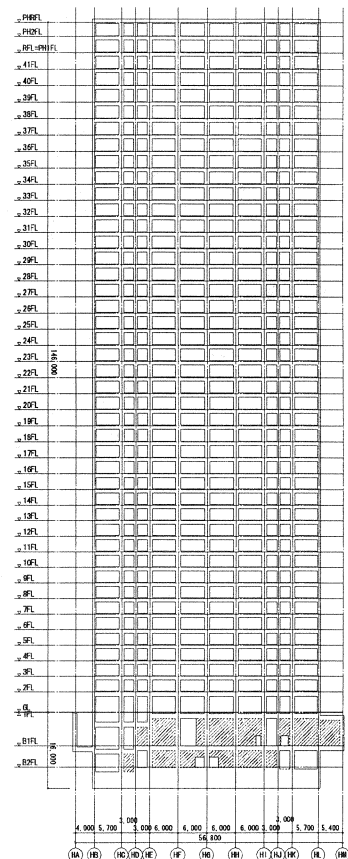 PHRFL
PH2FL
RFL=PH1FL
41FL
40FL
39FL
38FL
37FL
36FL
35FL
34FL
33FL
32FL
31FL
30FL
29FL
28FL
27FL
26FL
25FL
24FL
23FL
146,000
22FL
21FL
20FL
19FL
18FL
17FL
16FL
15FL
14FL
13FL
12FL
11FL
10FL
9FL
8FL
7FL
6FL
5FL
4FL
3FL
2FL
GL
1FL
B1FL
16,000
B2FL
3,000 3,000
4,000 5,700 3,000 6,000 6,000 6,000 6,000 3,000 5,700 5,400
56,800
HA HB HC HD HE HF HG HH HI HJ HK HL HM